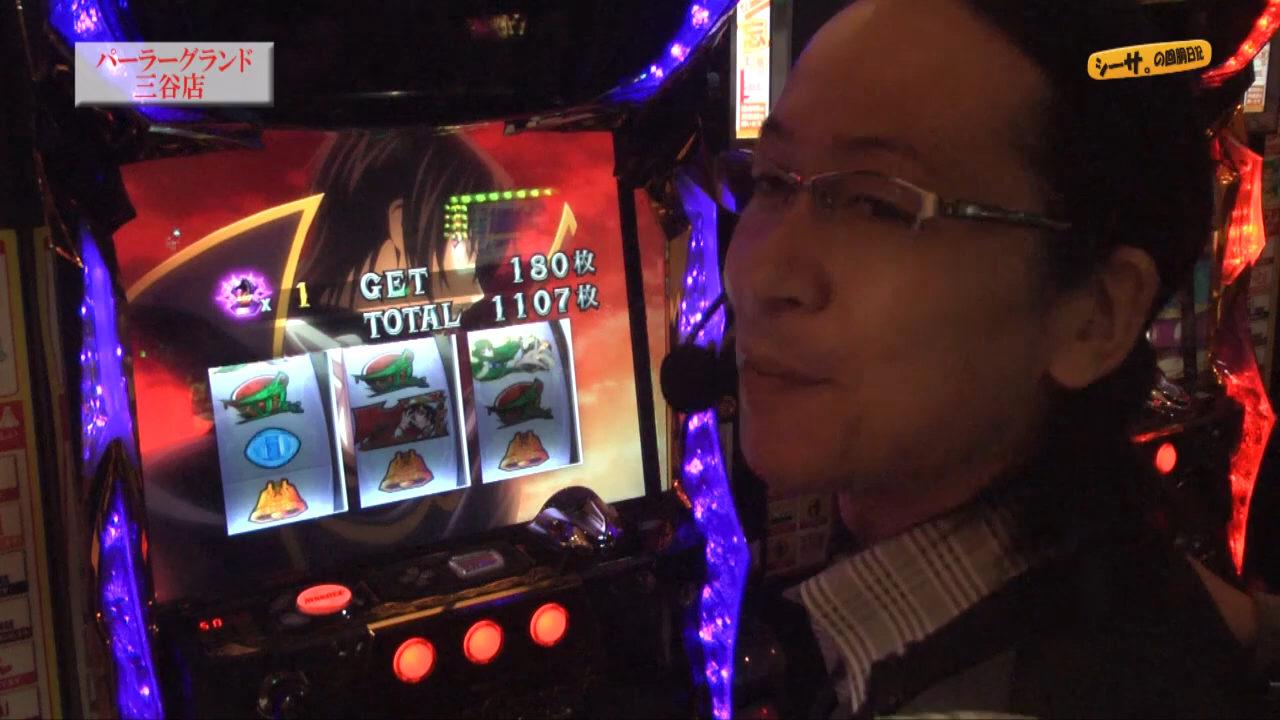 パーラーグランド
三谷店
シーサ。の回胴日記
GET 180枚
x 1
TOTAL 1107枚
50